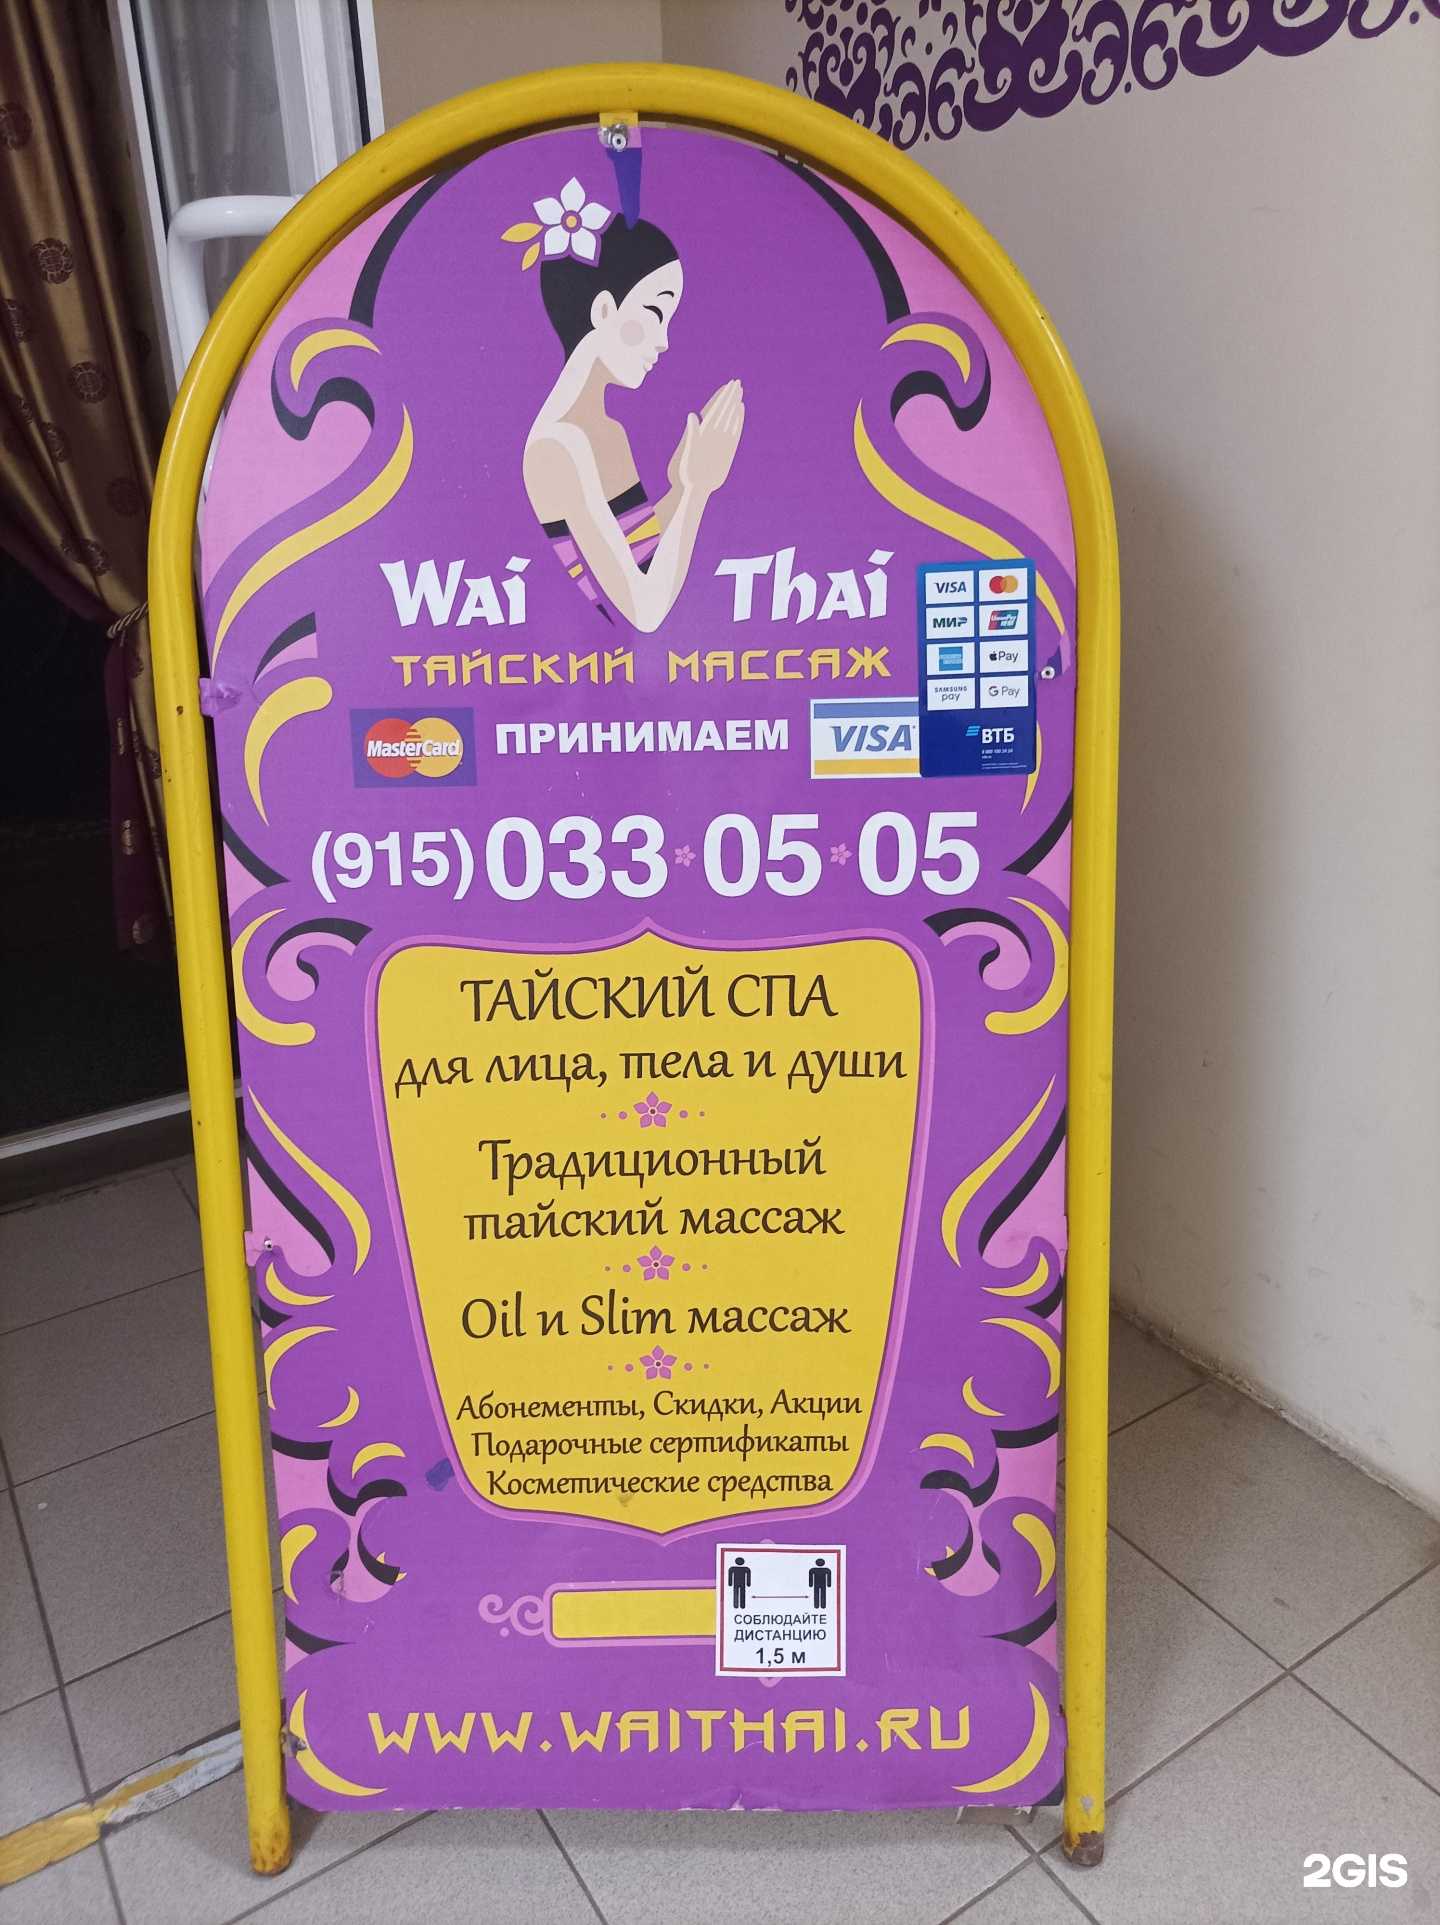 Wai Thai
ТАЙСКИЙ МАССАЖ
MasterCard ПРИНИМАЕМ VISA
VISA
МИР
UnionPay
Pay
SAMSUNG pay G Pay
ВТБ
(915) 033 05 05
ТАЙСКИЙ СПА
для лица, тела и души
Традиционный
тайский массаж
Oil и Slim массаж
Абонементы, Скидки, Акции
Подарочные сертификаты
Косметические средства
СОБЛЮДАЙТЕ
ДИСТАНЦИЮ
1,5 м
WWW.WAITHAI.RU
2GIS